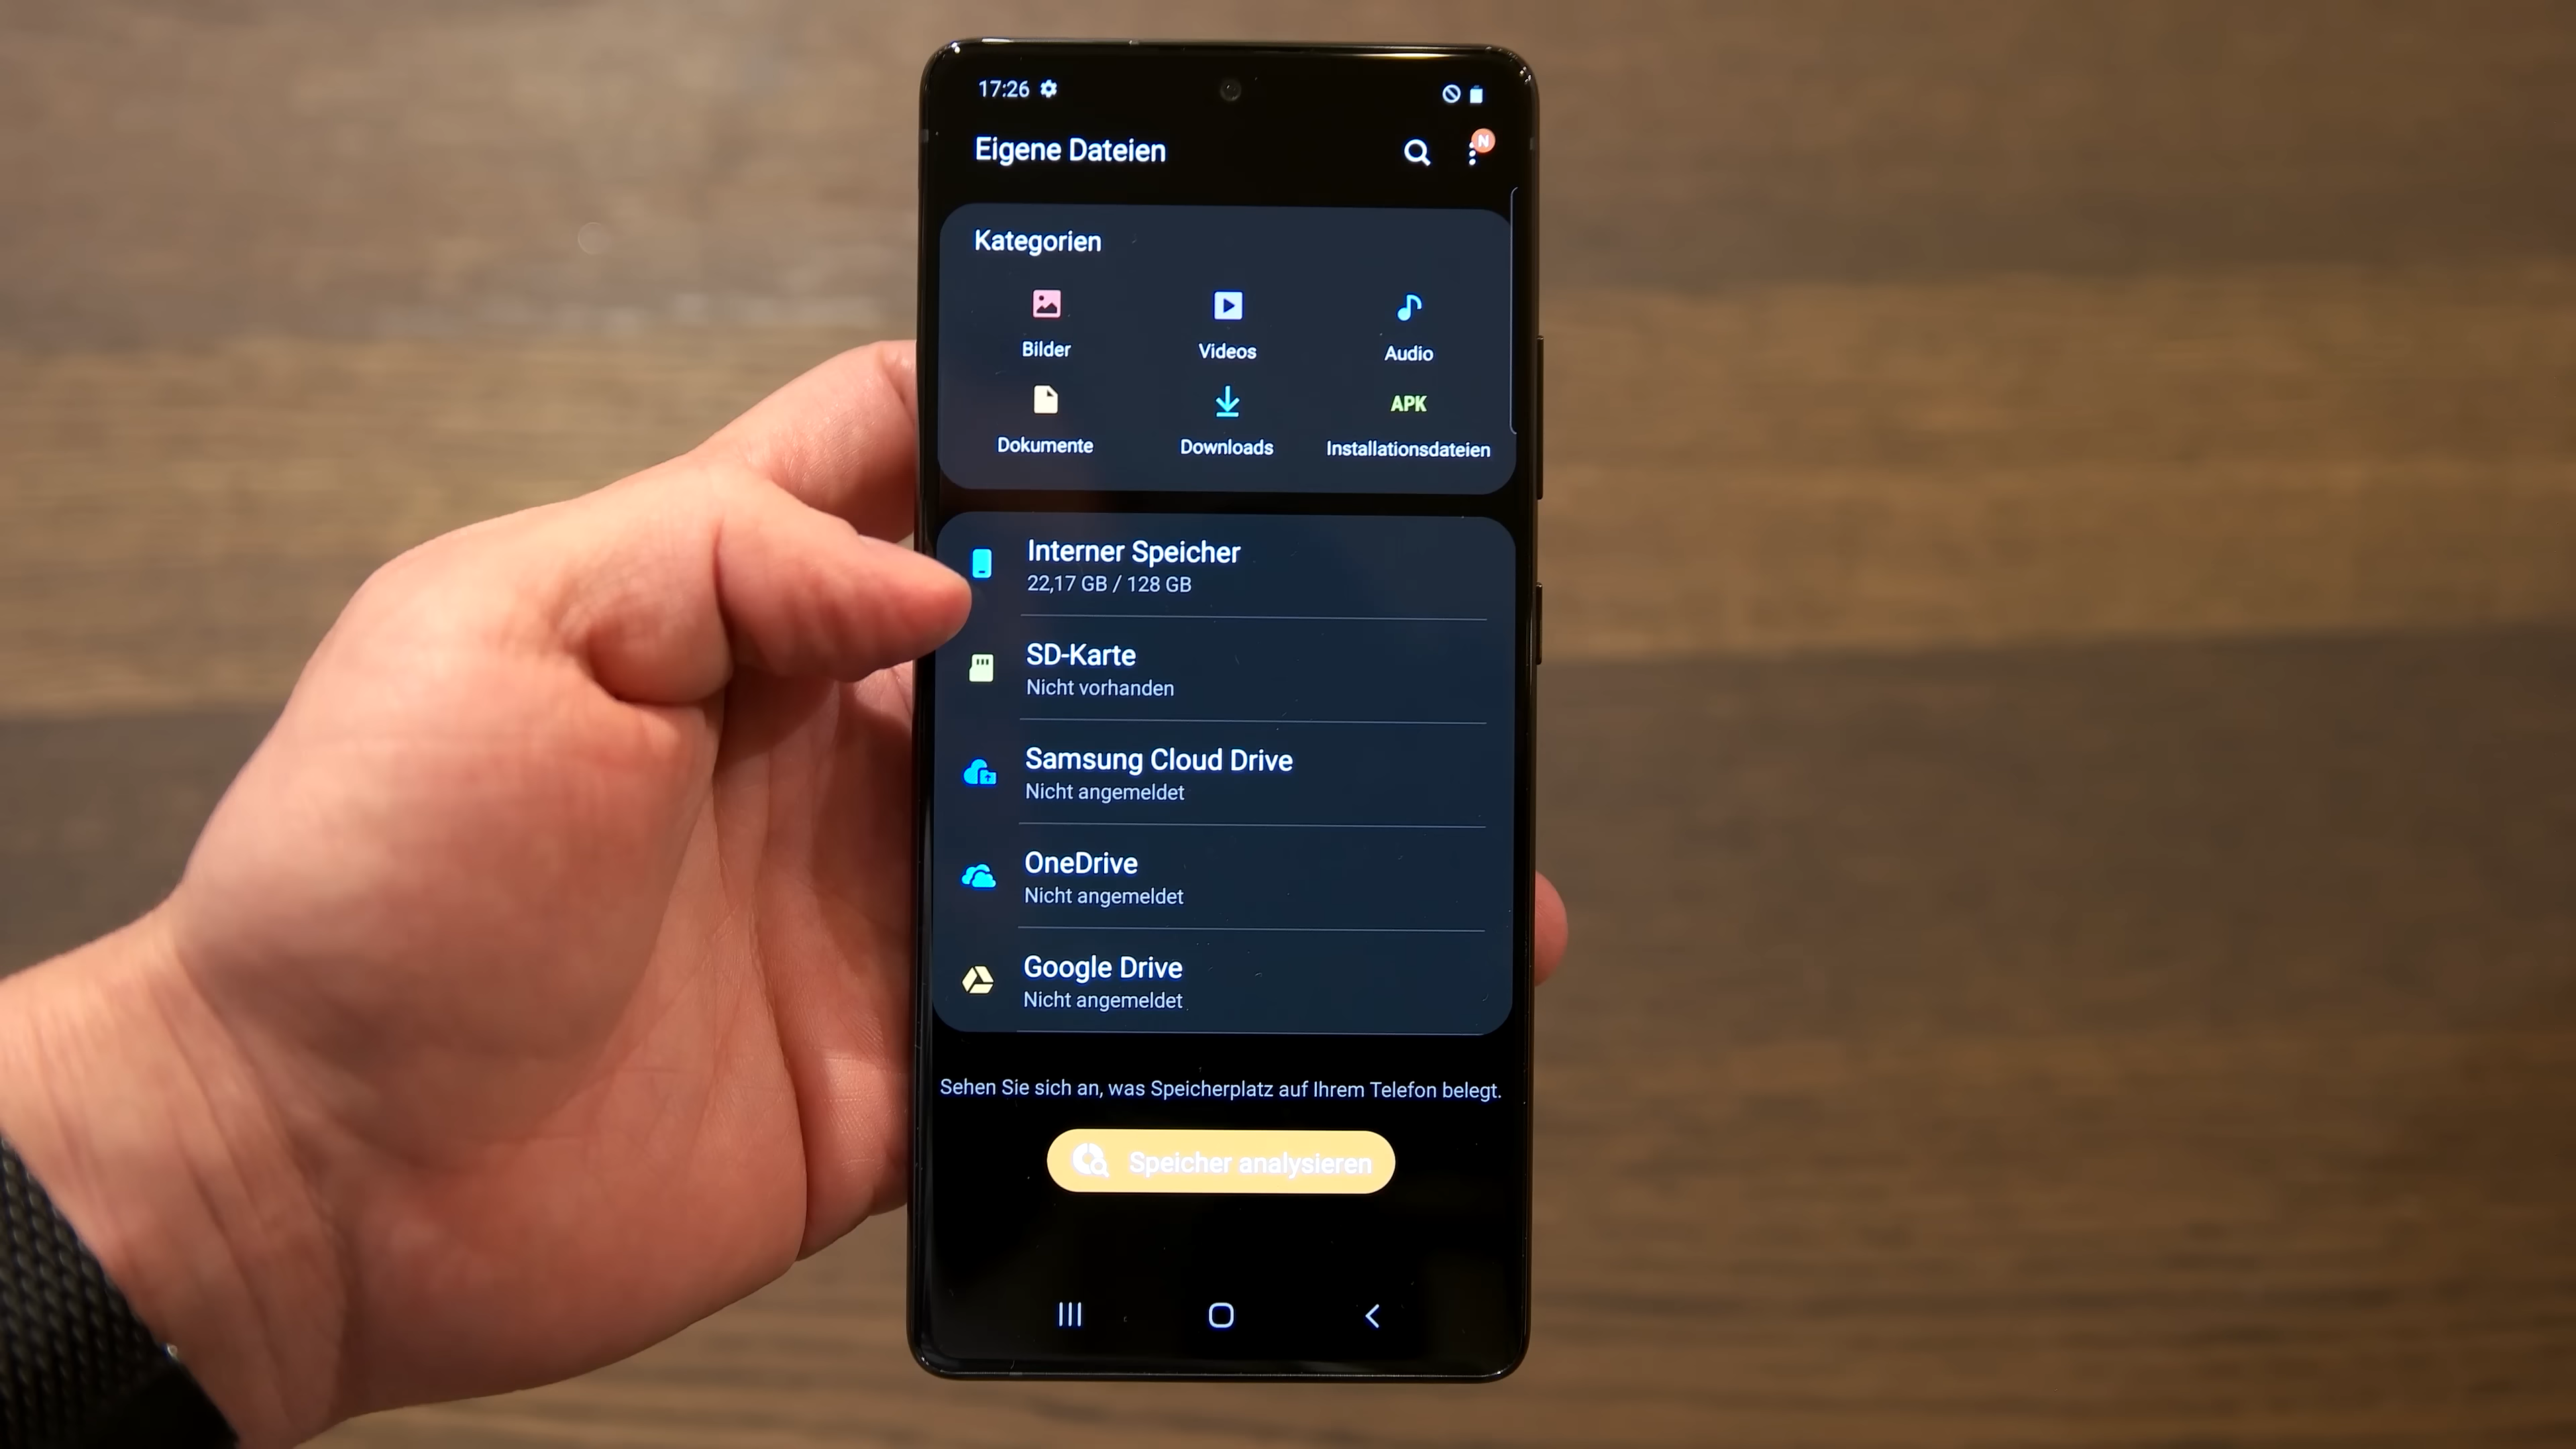 17:26
Eigene Dateien
N
Kategorien
Bilder
Videos
Audio
Dokumente
Downloads
APK
Installationsdateien
Interner Speicher
22,17 GB / 128 GB
SD-Karte
Nicht vorhanden
Samsung Cloud Drive
Nicht angemeldet
OneDrive
Nicht angemeldet
Google Drive
Nicht angemeldet
Sehen Sie sich an, was Speicherplatz auf Ihrem Telefon belegt.
Speicher analysieren